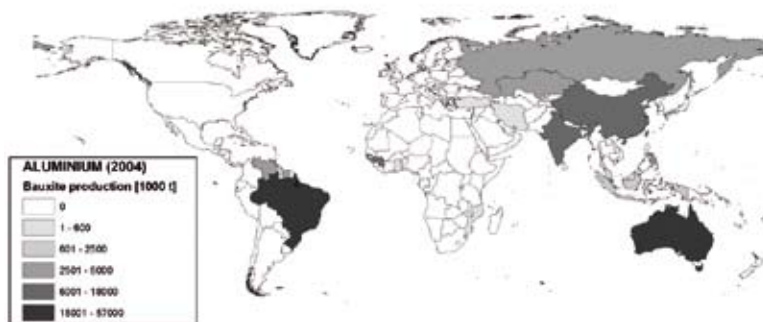 ALUMINIUM (2004)
Bauxite production [1000 t]
0
1 - 600
601 - 2500
2501 - 6000
6001 - 18000
18001 - 57000